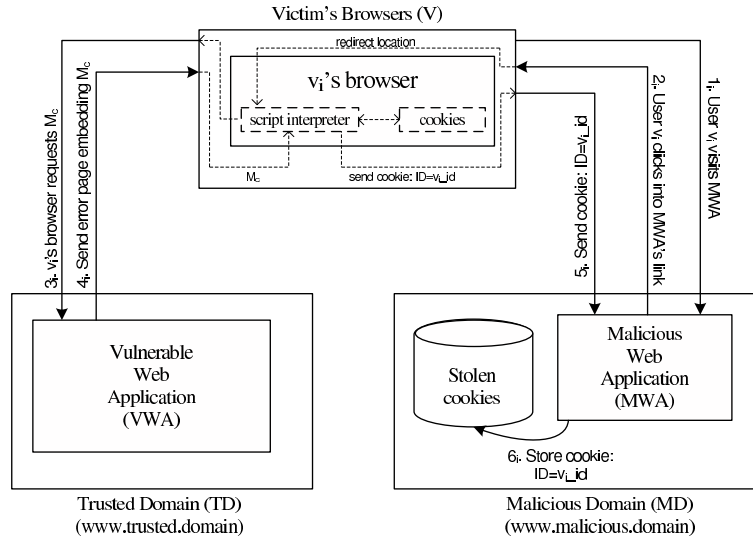 Victim's Browsers (V)
redirect location
vi's browser
script interpreter
cookies
Mc
send cookie: ID=vi_id
3i. vi's browser requests Mc
4i. Send error page embedding Mc
5i. Send cookie: ID=vi_id
2i. User vi clicks into MWA's link
1i. User vi visits MWA
Vulnerable
Web
Application
(VWA)
Stolen
cookies
Malicious
Web
Application
(MWA)
6i. Store cookie:
ID=vi_id
Trusted Domain (TD)
(www.trusted.domain)
Malicious Domain (MD)
(www.malicious.domain)